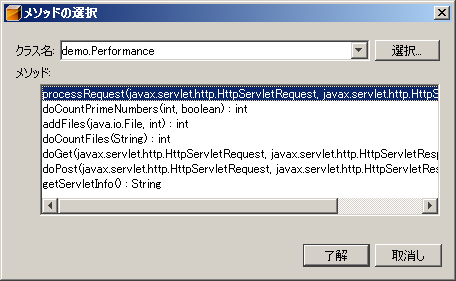 メソッドの選択
クラス名: demo.Performance 選択...
メソッド:
processRequest(javax.servlet.http.HttpServletRequest, javax.servlet.http.HttpS
doCountPrimeNumbers(int, boolean) : int
addFiles(java.io.File, int) : int
doCountFiles(String) : int
doGet(javax.servlet.http.HttpServletRequest, javax.servlet.http.HttpServletResp
doPost(javax.servlet.http.HttpServletRequest, javax.servlet.http.HttpServletRes
getServletInfo() : String
了解 取消し